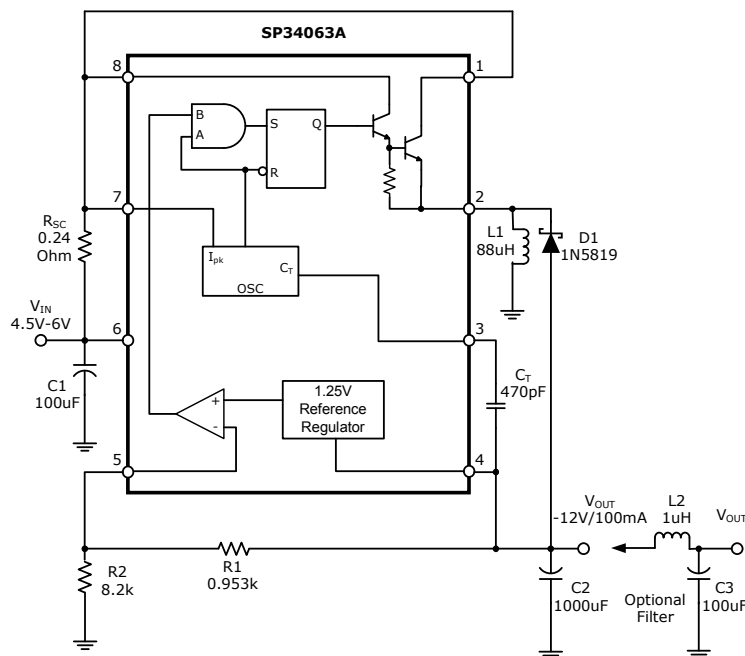 SP34063A
8
1
B
A
S
Q
R
7
2
RSC
0.24
Ohm
L1
88uH
D1
1N5819
Ipk
CT
OSC
VIN
4.5V-6V
6
3
C1
100uF
CT
470pF
+
-
1.25V
Reference
Regulator
5
4
VOUT
-12V/100mA
L2
1uH
VOUT
R2
8.2k
R1
0.953k
C2
1000uF
Optional
Filter
C3
100uF